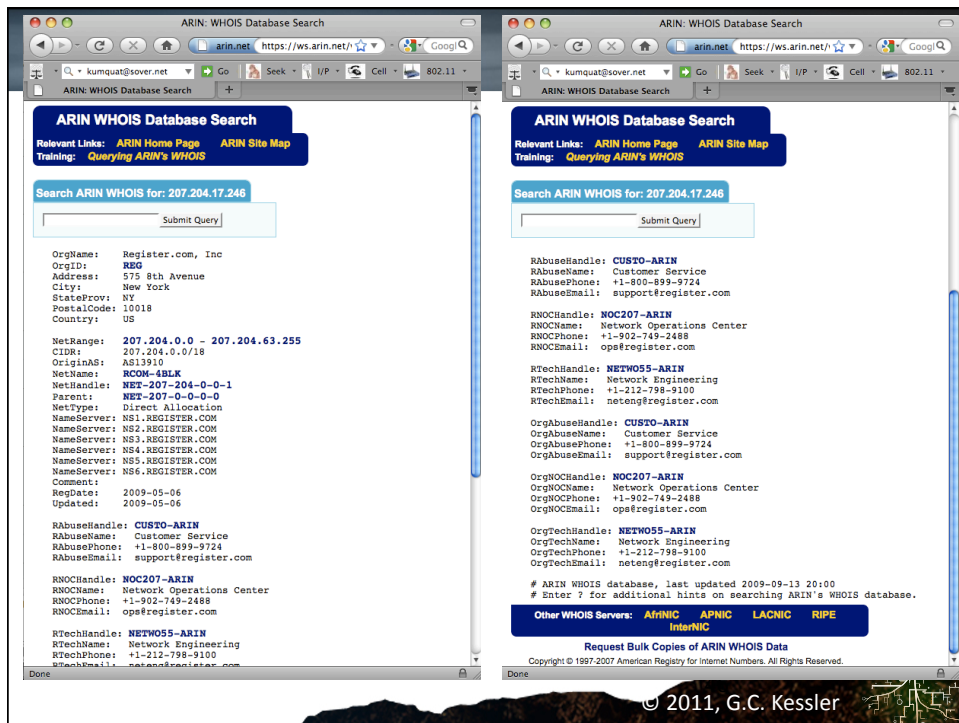 ARIN: WHOIS Database Search
arin.net https://ws.arin.net/
Googl
kumquat@sover.net Go Seek I/P Cell 802.11
ARIN: WHOIS Database Search +
ARIN WHOIS Database Search
Relevant Links: ARIN Home Page ARIN Site Map
Training: Querying ARIN's WHOIS
Search ARIN WHOIS for: 207.204.17.246
Submit Query
OrgName: Register.com, Inc
OrgID: REG
Address: 575 8th Avenue
City: New York
StateProv: NY
PostalCode: 10018
Country: US
NetRange: 207.204.0.0 - 207.204.63.255
CIDR: 207.204.0.0/18
OriginAS: AS13910
NetName: RCOM-4BLK
NetHandle: NET-207-204-0-0-1
Parent: NET-207-0-0-0-0
NetType: Direct Allocation
NameServer: NS1.REGISTER.COM
NameServer: NS2.REGISTER.COM
NameServer: NS3.REGISTER.COM
NameServer: NS4.REGISTER.COM
NameServer: NS5.REGISTER.COM
NameServer: NS6.REGISTER.COM
Comment:
RegDate: 2009-05-06
Updated: 2009-05-06
RAbuseHandle: CUSTO-ARIN
RAbuseName: Customer Service
RAbusePhone: +1-800-899-9724
RAbuseEmail: support@register.com
RNOCHandle: NOC207-ARIN
RNOCName: Network Operations Center
RNOCPhone: +1-902-749-2488
RNOCEmail: ops@register.com
RTechHandle: NETWO55-ARIN
RTechName: Network Engineering
RTechPhone: +1-212-798-9100
RTechEmail: neteng@register.com
Done
ARIN: WHOIS Database Search
arin.net https://ws.arin.net/
Googl
kumquat@sover.net Go Seek I/P Cell 802.11
ARIN: WHOIS Database Search +
ARIN WHOIS Database Search
Relevant Links: ARIN Home Page ARIN Site Map
Training: Querying ARIN's WHOIS
Search ARIN WHOIS for: 207.204.17.246
Submit Query
RAbuseHandle: CUSTO-ARIN
RAbuseName: Customer Service
RAbusePhone: +1-800-899-9724
RAbuseEmail: support@register.com
RNOCHandle: NOC207-ARIN
RNOCName: Network Operations Center
RNOCPhone: +1-902-749-2488
RNOCEmail: ops@register.com
RTechHandle: NETWO55-ARIN
RTechName: Network Engineering
RTechPhone: +1-212-798-9100
RTechEmail: neteng@register.com
OrgAbuseHandle: CUSTO-ARIN
OrgAbuseName: Customer Service
OrgAbusePhone: +1-800-899-9724
OrgAbuseEmail: support@register.com
OrgNOCHandle: NOC207-ARIN
OrgNOCName: Network Operations Center
OrgNOCPhone: +1-902-749-2488
OrgNOCEmail: ops@register.com
OrgTechHandle: NETWO55-ARIN
OrgTechName: Network Engineering
OrgTechPhone: +1-212-798-9100
OrgTechEmail: neteng@register.com
# ARIN WHOIS database, last updated 2009-09-13 20:00
# Enter ? for additional hints on searching ARIN's WHOIS database.
Other WHOIS Servers: AfriNIC APNIC LACNIC RIPE
InterNIC
Request Bulk Copies of ARIN WHOIS Data
Copyright © 1997-2007 American Registry for Internet Numbers. All Rights Reserved.
Done
© 2011, G.C. Kessler